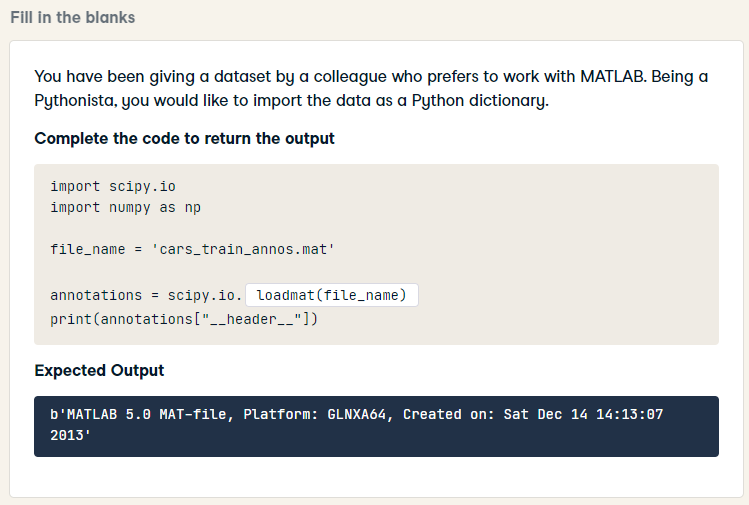 Fill in the blanks
You have been giving a dataset by a colleague who prefers to work with MATLAB. Being a
Pythonista, you would like to import the data as a Python dictionary.
Complete the code to return the output
import scipy.io
import numpy as np
file_name = 'cars_train_annos.mat'
annotations = scipy.io. loadmat(file_name)
print(annotations["__header__"])
Expected Output
b'MATLAB 5.0 MAT-file, Platform: GLNXA64, Created on: Sat Dec 14 14:13:07
2013'